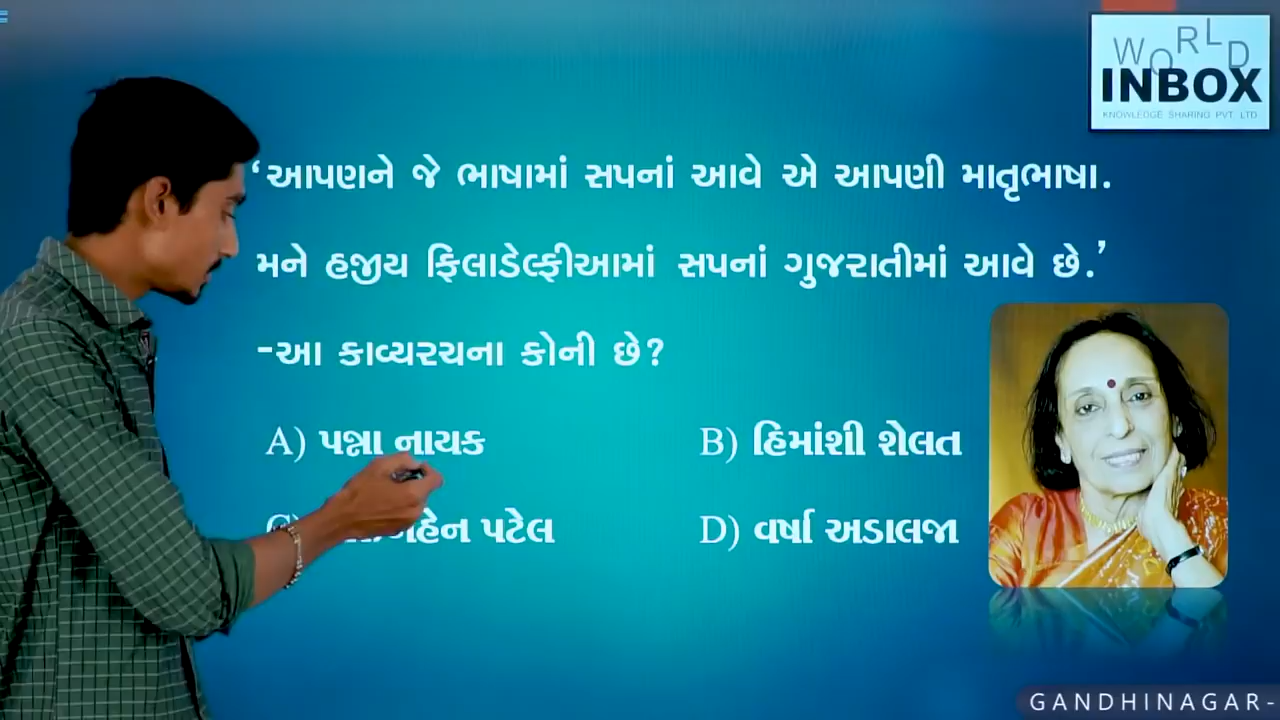 WORLD
INBOX
KNOWLEDGE SHARING PVT. LTD
‘આપણને જે ભાષામાં સપનાં આવે એ આપણી માતૃભાષા.
મને હજીય ફિલાડેલ્ફીઆમાં સપનાં ગુજરાતીમાં આવે છે.’
-આ કાવ્યરચના કોની છે?
A) પન્ના નાયક B) હિમાંશી શેલત
પટેલ D) વર્ષા અડાલજા
GANDHINAGAR-